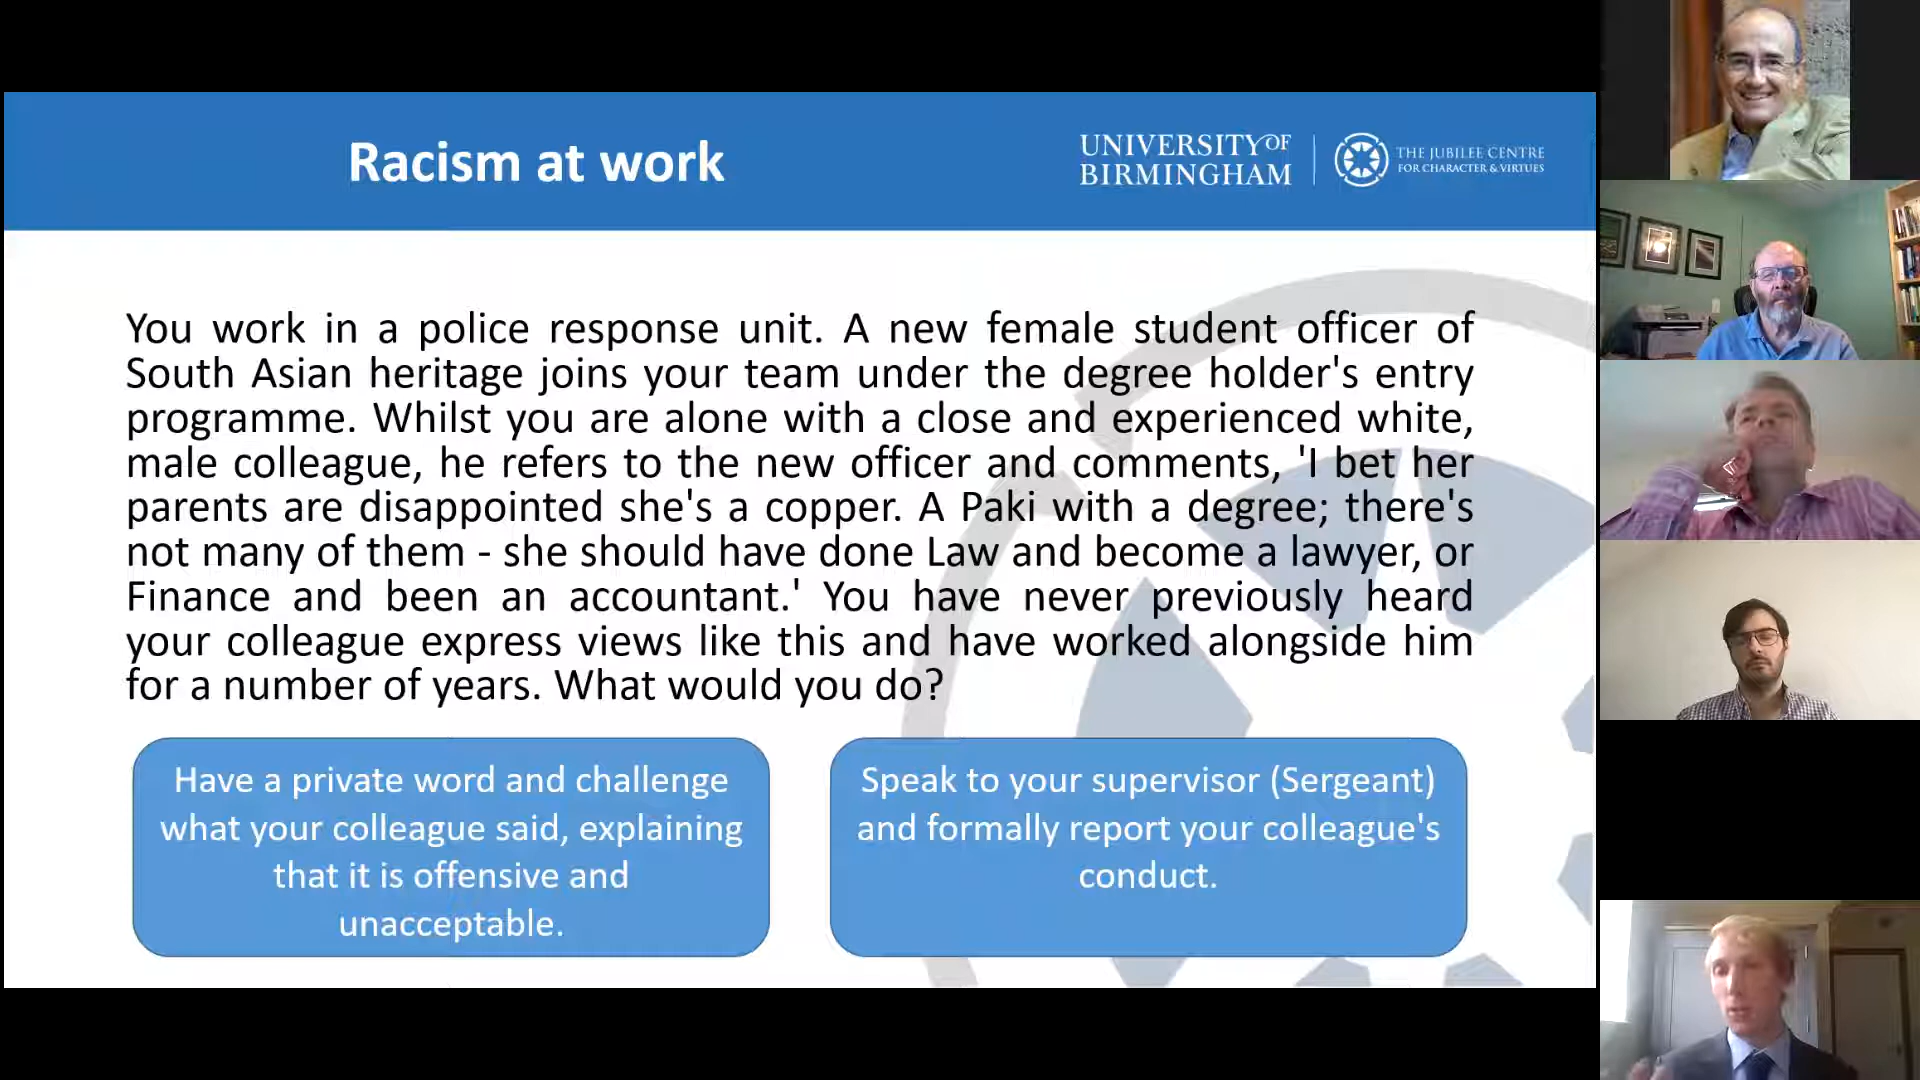 Racism at work
UNIVERSITY OF
BIRMINGHAM
THE JUBILEE CENTRE
FOR CHARACTER & VIRTUES
You work in a police response unit. A new female student officer of
South Asian heritage joins your team under the degree holder's entry
programme. Whilst you are alone with a close and experienced white,
male colleague, he refers to the new officer and comments, 'I bet her
parents are disappointed she's a copper. A Paki with a degree; there's
not many of them - she should have done Law and become a lawyer, or
Finance and been an accountant.' You have never previously heard
your colleague express views like this and have worked alongside him
for a number of years. What would you do?
Have a private word and challenge
what your colleague said, explaining
that it is offensive and
unacceptable.
Speak to your supervisor (Sergeant)
and formally report your colleague's
conduct.